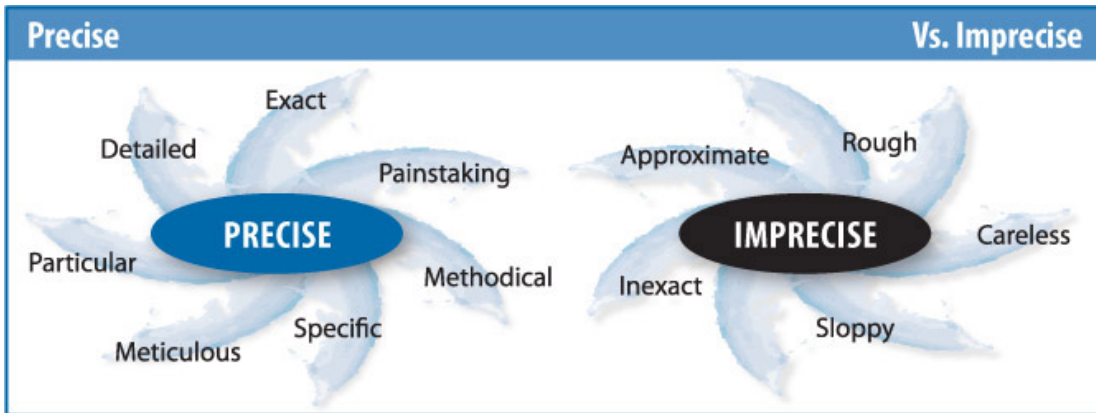 Precise
Vs. Imprecise
Exact
Detailed
Painstaking
PRECISE
Particular
Methodical
Specific
Meticulous
Rough
Approximate
IMPRECISE
Careless
Inexact
Sloppy